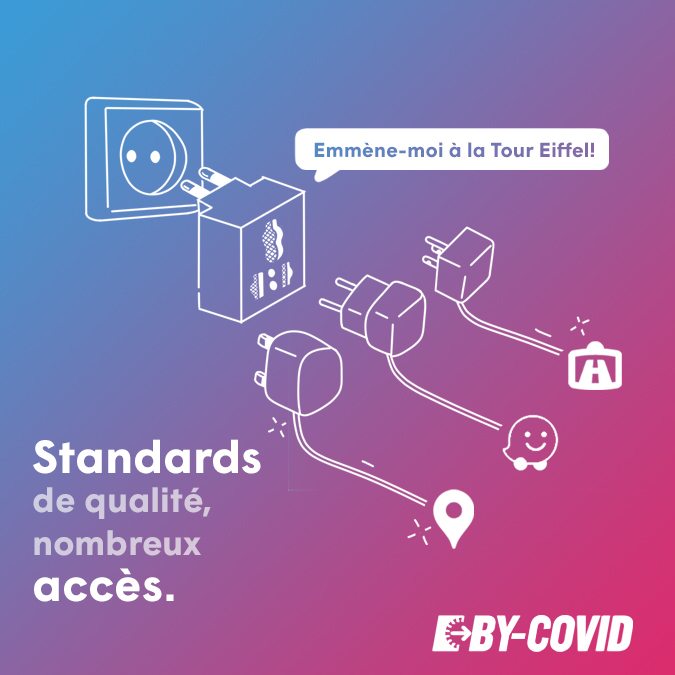 Emmène-moi à la Tour Eiffel!
Standards
de qualité,
nombreux
accès.
BY-COVID